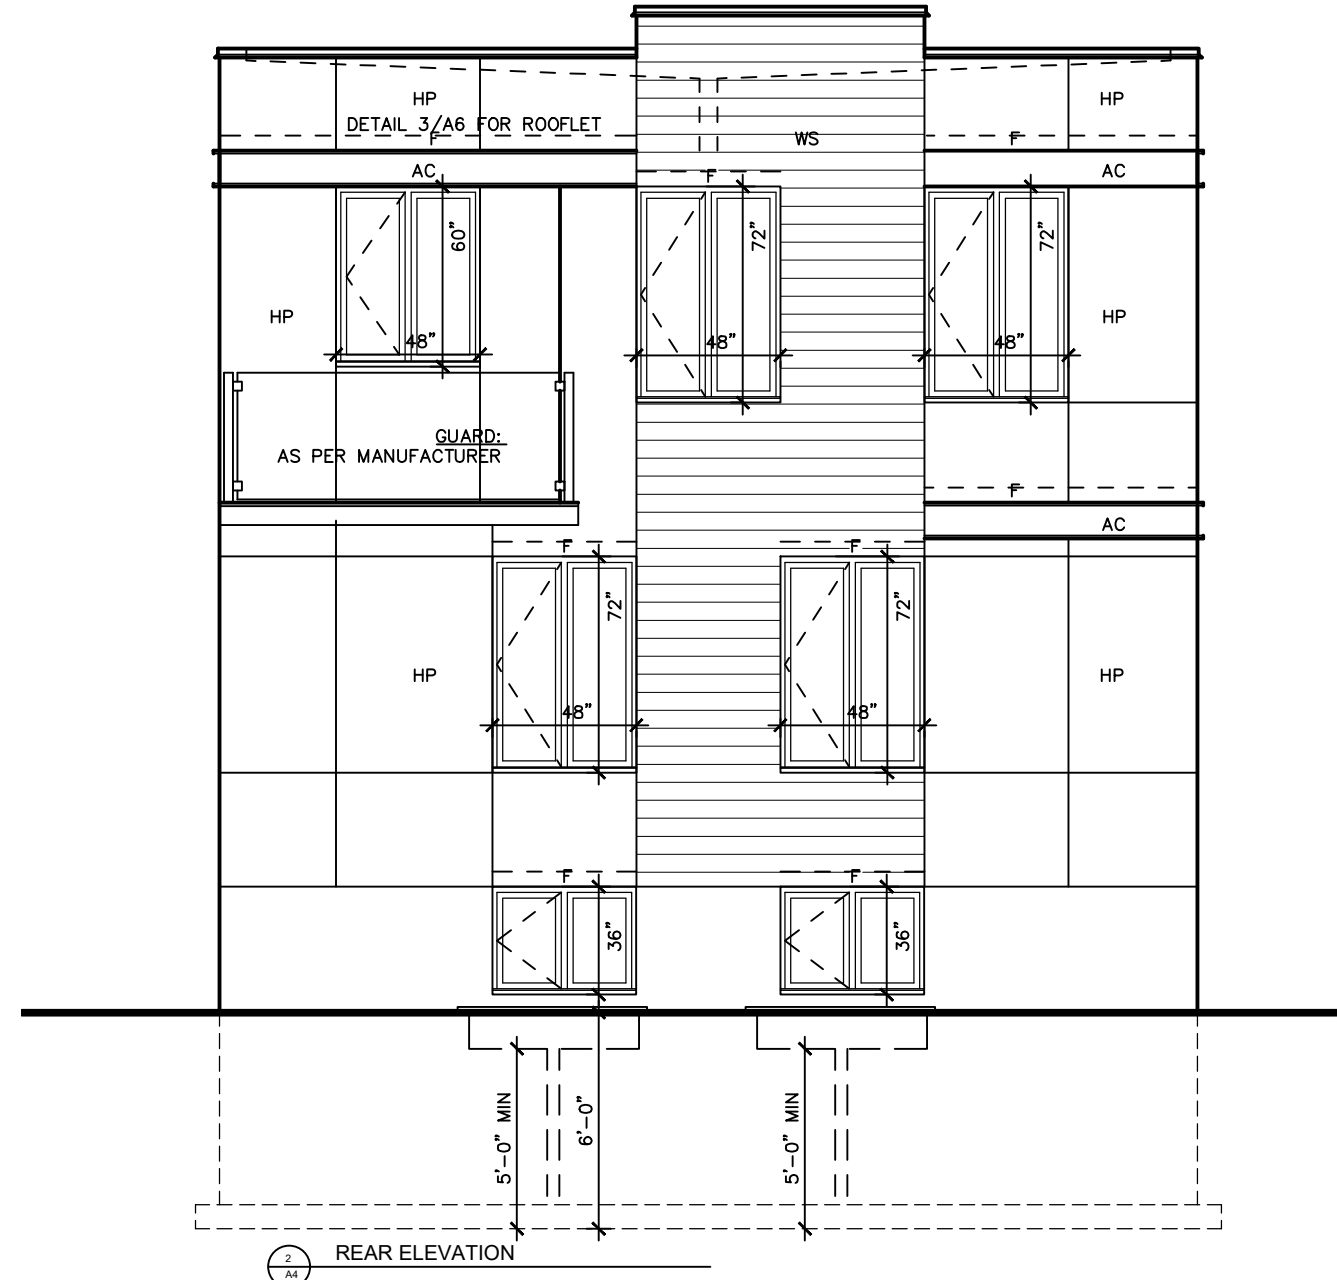 HP
HP
DETAIL 3/A6 FOR ROOFLET
F
WS
F
AC
F
AC
60"
72"
72"
HP
HP
48"
48"
48"
GUARD:
AS PER MANUFACTURER
F
AC
F
F
72"
72"
HP
HP
48"
48"
F
F
36"
36"
5'-0" MIN
6'-0"
5'-0" MIN
2
A4
REAR ELEVATION